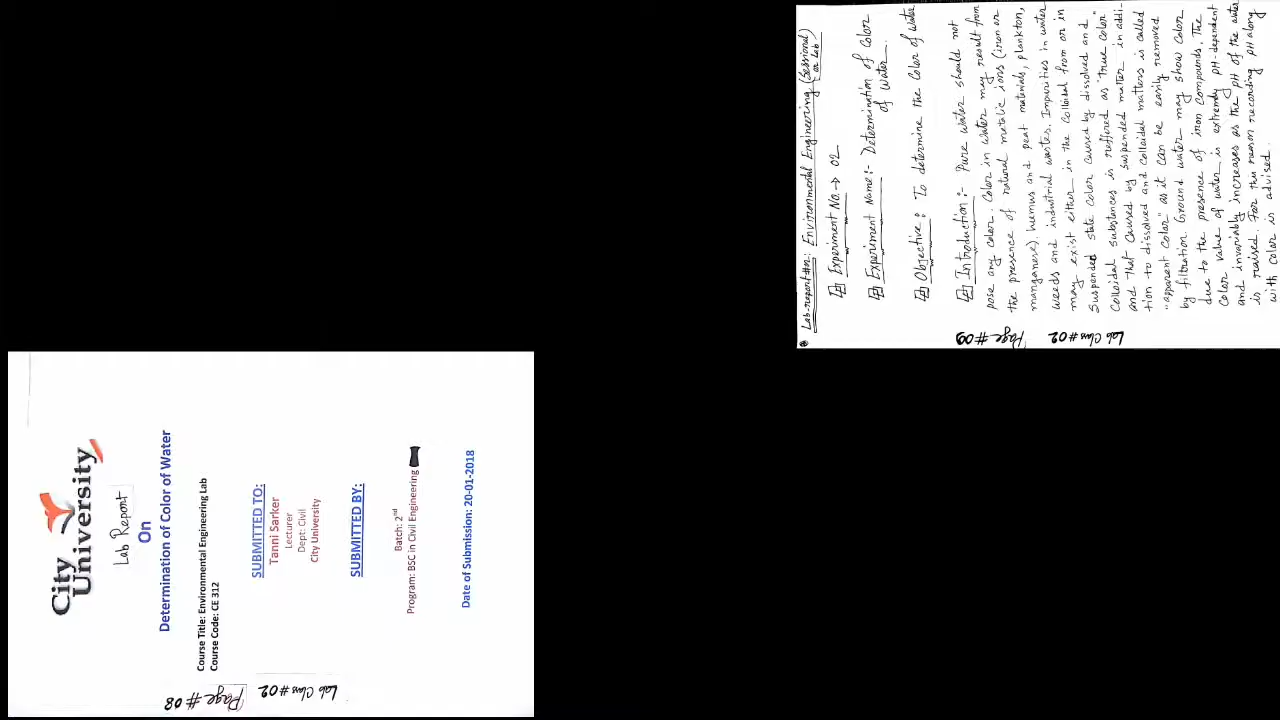 City
University
Lab Report
On
Determination of Color of Water
Course Title: Environmental Engineering Lab
Course Code: CE 312
SUBMITTED TO:
Tanni Sarker
Lecturer
Dept: Civil
City University
SUBMITTED BY:
Batch: 2nd
Program: BSC in Civil Engineering
Date of Submission: 20-01-2018
Lab Class #02
Page #08
Lab-report #02: Environmental Engineering (Sessional or Lab)
Experiment No. → 02
Experiment Name:- Determination of Color
of Water.
Objective: To determine the Color of water
Introduction:- Pure water should not
pose any color. Color in water may result from
the presence of natural metalic ions (iron or
manganese), humus and peat materials, plankton,
weeds and industrial wastes. Impurities in water
may exist either in the colloidal from or in
suspended state color caused by dissolved and
colloidal substances is reffered as "true color"
and that caused by suspended matter in addi-
tion to dissolved and colloidal matters is called
"apparent color" as it can be easily removed
by filtration. Ground water may show color
due to the presence of iron compounds. The
color value of water is extremely pH-dependent
and invariably increases as the pH of the water
is raised. For this reason recording pH along
with color is advised.
Lab Class #02
Page #09